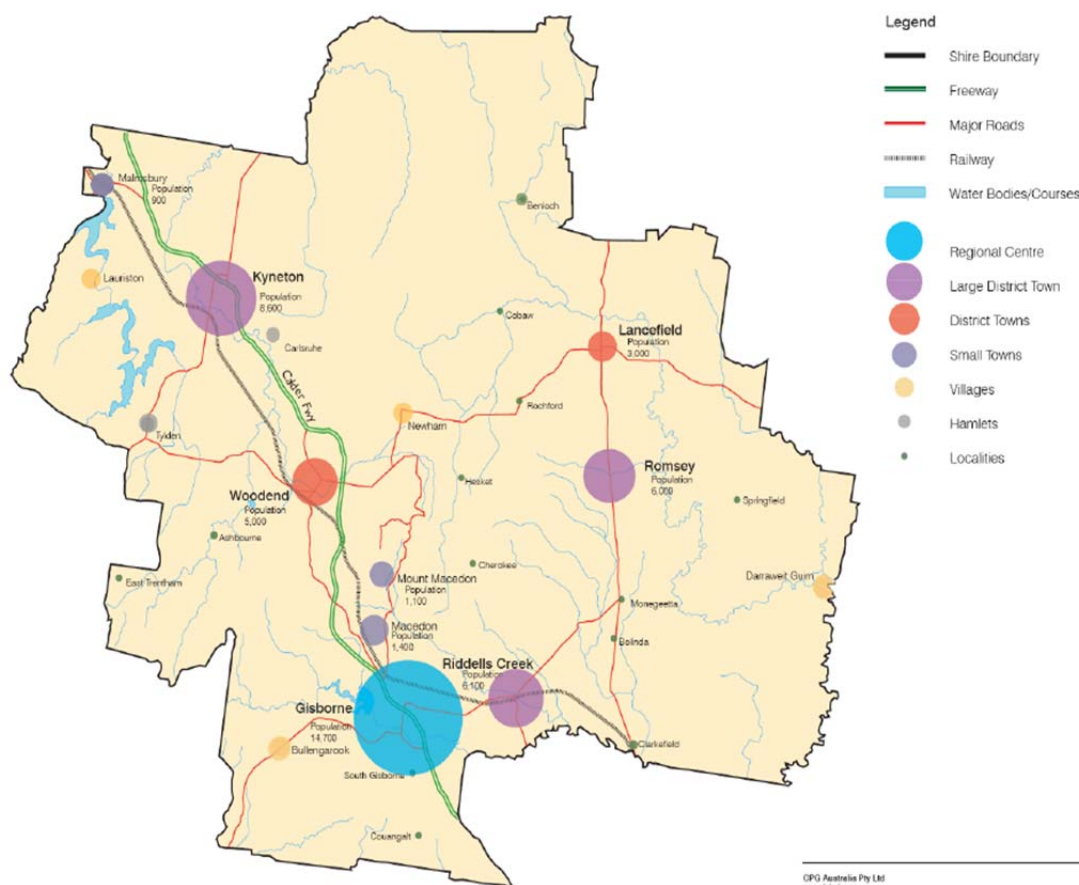 Legend
Shire Boundary
Freeway
Major Roads
Railway
Water Bodies/Courses
Regional Centre
Large District Town
District Towns
Small Towns
Villages
Hamlets
Localities
Malmsbury
Population
900
Benloch
Lauriston
Kyneton
Population
8,600
Carlsruhe
Cobaw
Lancefield
Population
3,000
Calder Fwy
Rochford
Newham
Tylden
Romsey
Population
6,000
Hesket
Springfield
Woodend
Population
5,000
Ashbourne
East Trentham
Cherokee
Mount Macedon
Population
1,100
Darraweit Guim
Monegeetta
Macedon
Population
1,400
Bolinda
Riddells Creek
Population
6,100
Gisborne
Population
14,700
Bullengarook
Clarkefield
South Gisborne
Couangalt
CPG Australia Pty Ltd